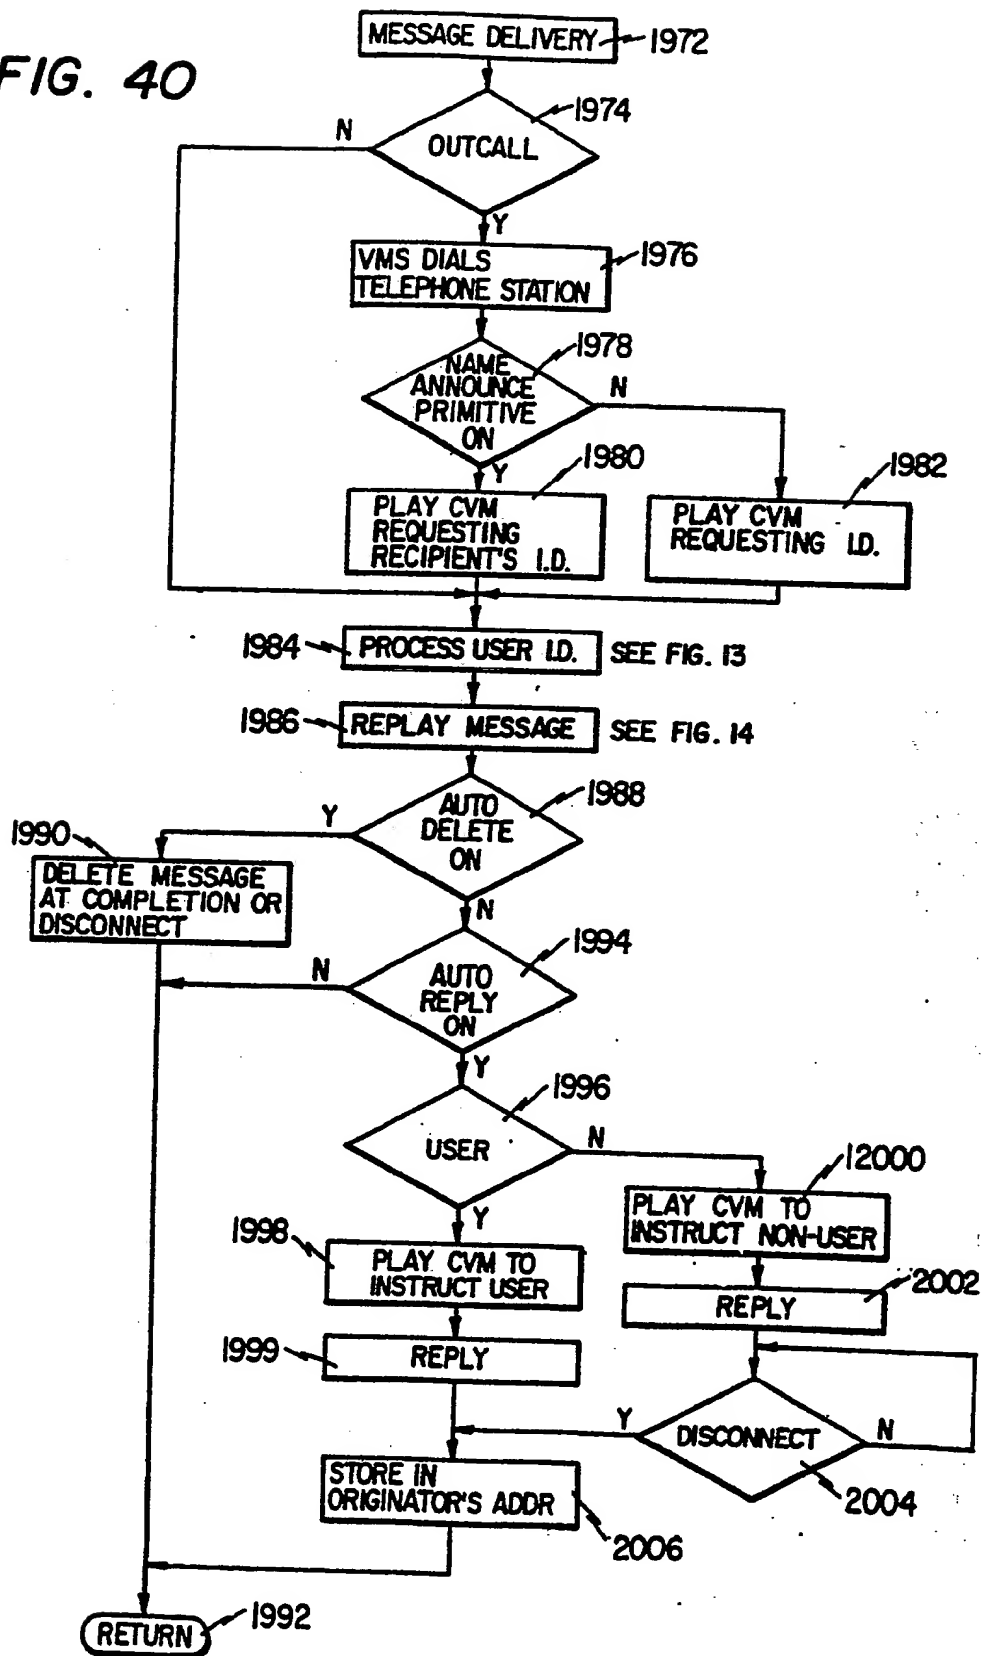 FIG. 40
MESSAGE DELIVERY
1972
1974
N
OUTCALL
Y
VMS DIALS
TELEPHONE STATION
1976
1978
NAME
ANNOUNCE
PRIMITIVE
ON
N
Y
1980
1982
PLAY CVM
REQUESTING
RECIPIENT'S I.D.
PLAY CVM
REQUESTING I.D.
1984
PROCESS USER I.D.
SEE FIG. 13
1986
REPLAY MESSAGE
SEE FIG. 14
1988
Y
AUTO
DELETE
ON
1990
DELETE MESSAGE
AT COMPLETION OR
DISCONNECT
N
1994
N
AUTO
REPLY
ON
Y
1996
USER
N
12000
Y
PLAY CVM TO
INSTRUCT NON-USER
1998
PLAY CVM TO
INSTRUCT USER
2002
REPLY
1999
REPLY
Y
DISCONNECT
N
2004
STORE IN
ORIGINATOR'S ADDR
2006
RETURN
1992